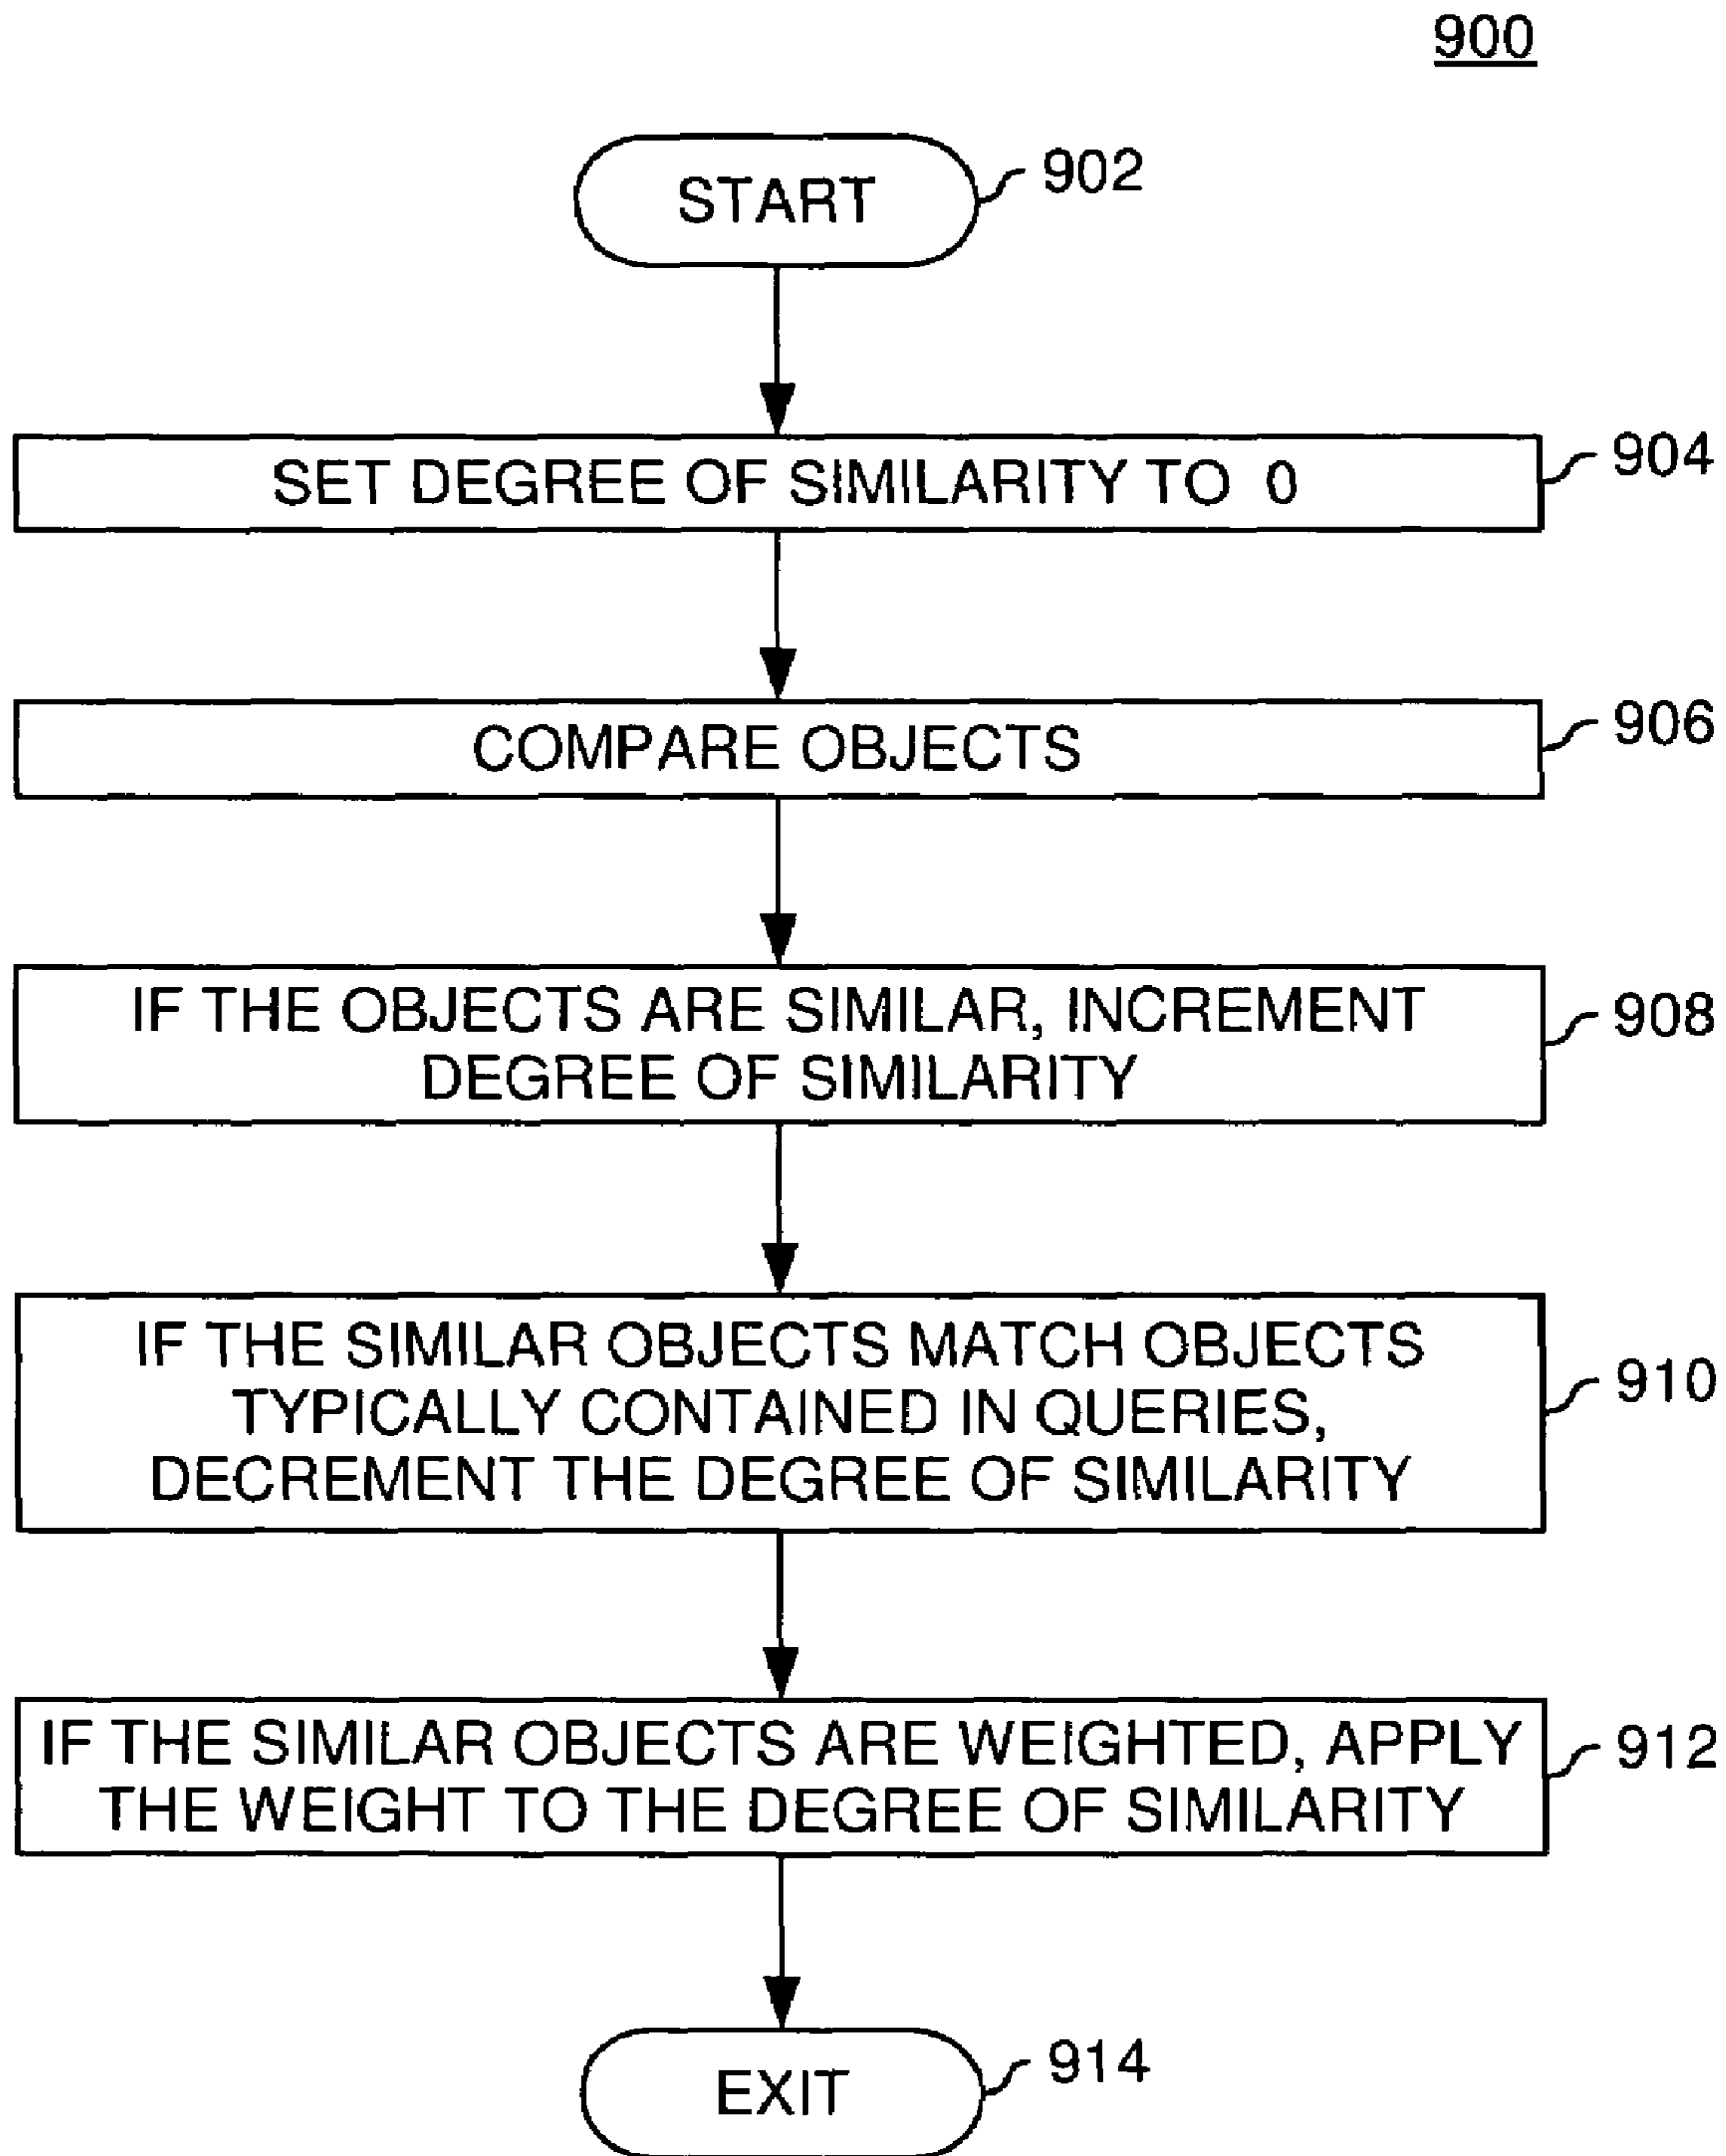 900
START
902
SET DEGREE OF SIMILARITY TO 0
904
COMPARE OBJECTS
906
IF THE OBJECTS ARE SIMILAR, INCREMENT
DEGREE OF SIMILARITY
908
IF THE SIMILAR OBJECTS MATCH OBJECTS
TYPICALLY CONTAINED IN QUERIES,
DECREMENT THE DEGREE OF SIMILARITY
910
IF THE SIMILAR OBJECTS ARE WEIGHTED, APPLY
THE WEIGHT TO THE DEGREE OF SIMILARITY
912
EXIT
914